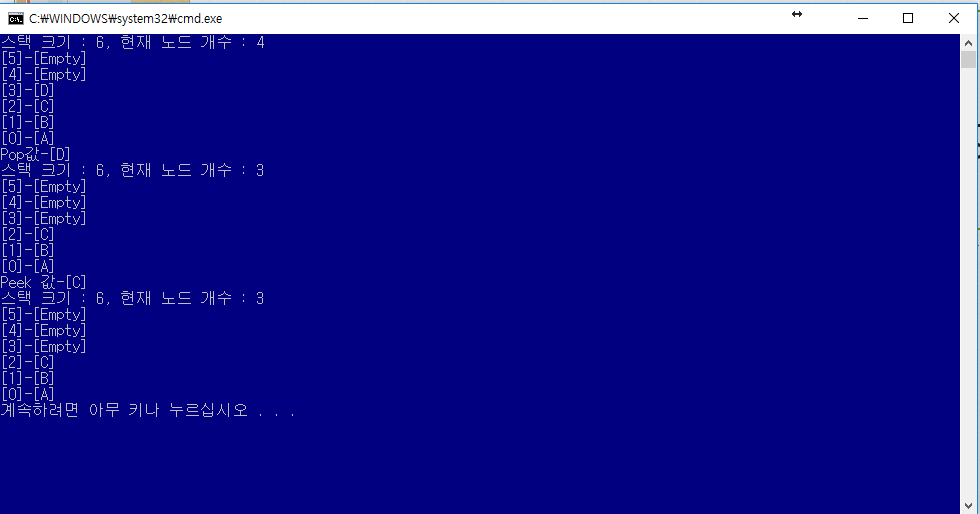 C:\WINDOWS\system32\cmd.exe
스택 크기 : 6, 현재 노드 개수 : 4
[5]-[Empty]
[4]-[Empty]
[3]-[D]
[2]-[C]
[1]-[B]
[0]-[A]
Pop값-[D]
스택 크기 : 6, 현재 노드 개수 : 3
[5]-[Empty]
[4]-[Empty]
[3]-[Empty]
[2]-[C]
[1]-[B]
[0]-[A]
Peek 값-[C]
스택 크기 : 6, 현재 노드 개수 : 3
[5]-[Empty]
[4]-[Empty]
[3]-[Empty]
[2]-[C]
[1]-[B]
[0]-[A]
계속하려면 아무 키나 누르십시오 . . .